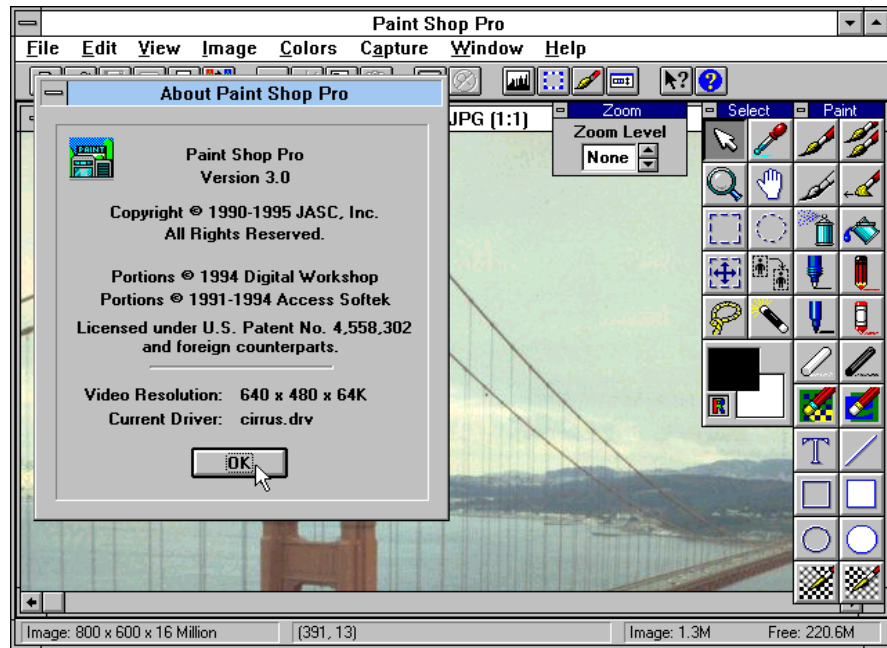 Paint Shop Pro
File Edit View Image Colors Capture Window Help
About Paint Shop Pro
JPG (1:1)
Zoom
Zoom Level
None
Select
Paint
PAINT
Paint Shop Pro
Version 3.0
Copyright © 1990-1995 JASC, Inc.
All Rights Reserved.
Portions © 1994 Digital Workshop
Portions © 1991-1994 Access Softek
Licensed under U.S. Patent No. 4,558,302
and foreign counterparts.
Video Resolution: 640 x 480 x 64K
Current Driver: cirrus.drv
OK
R
T
Image: 800 x 600 x 16 Million (391, 13) Image: 1.3M Free: 220.6M